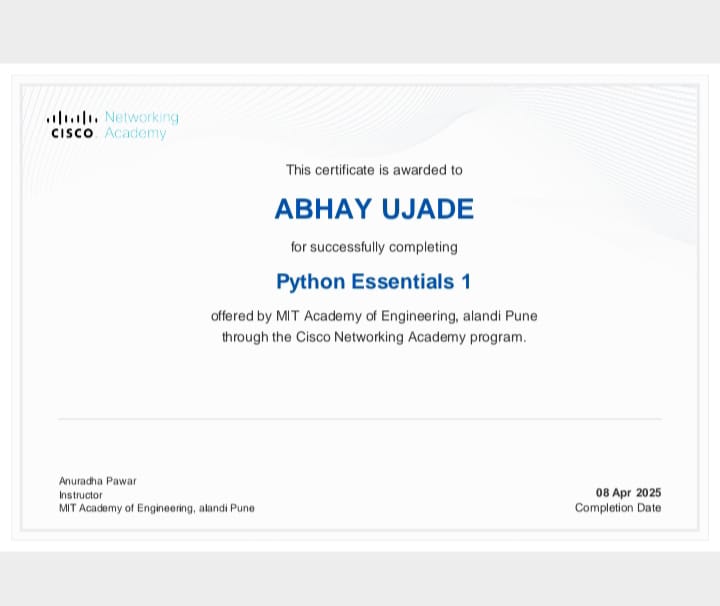 Networking
CISCO Academy
This certificate is awarded to
ABHAY UJADE
for successfully completing
Python Essentials 1
offered by MIT Academy of Engineering, alandi Pune
through the Cisco Networking Academy program.
Anuradha Pawar
Instructor
MIT Academy of Engineering, alandi Pune
08 Apr 2025
Completion Date